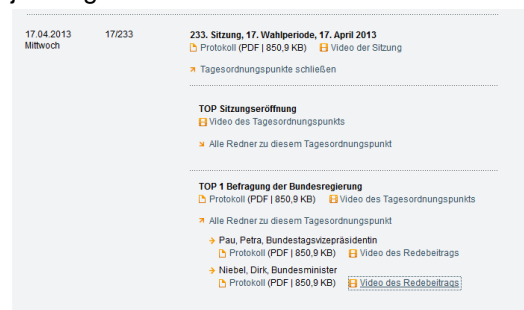 17.04.2013 17/233 233. Sitzung, 17. Wahlperiode, 17. April 2013
Mittwoch Protokoll (PDF | 850,9 KB) Video der Sitzung
Tagesordnungspunkte schließen
TOP Sitzungseröffnung
Video des Tagesordnungspunkts
Alle Redner zu diesem Tagesordnungspunkt
TOP 1 Befragung der Bundesregierung
Protokoll (PDF | 850,9 KB) Video des Tagesordnungspunkts
Alle Redner zu diesem Tagesordnungspunkt
Pau, Petra, Bundestagsvizepräsidentin
Protokoll (PDF | 850,9 KB) Video des Redebeitrags
Niebel, Dirk, Bundesminister
Protokoll (PDF | 850,9 KB) Video des Redebeitrags